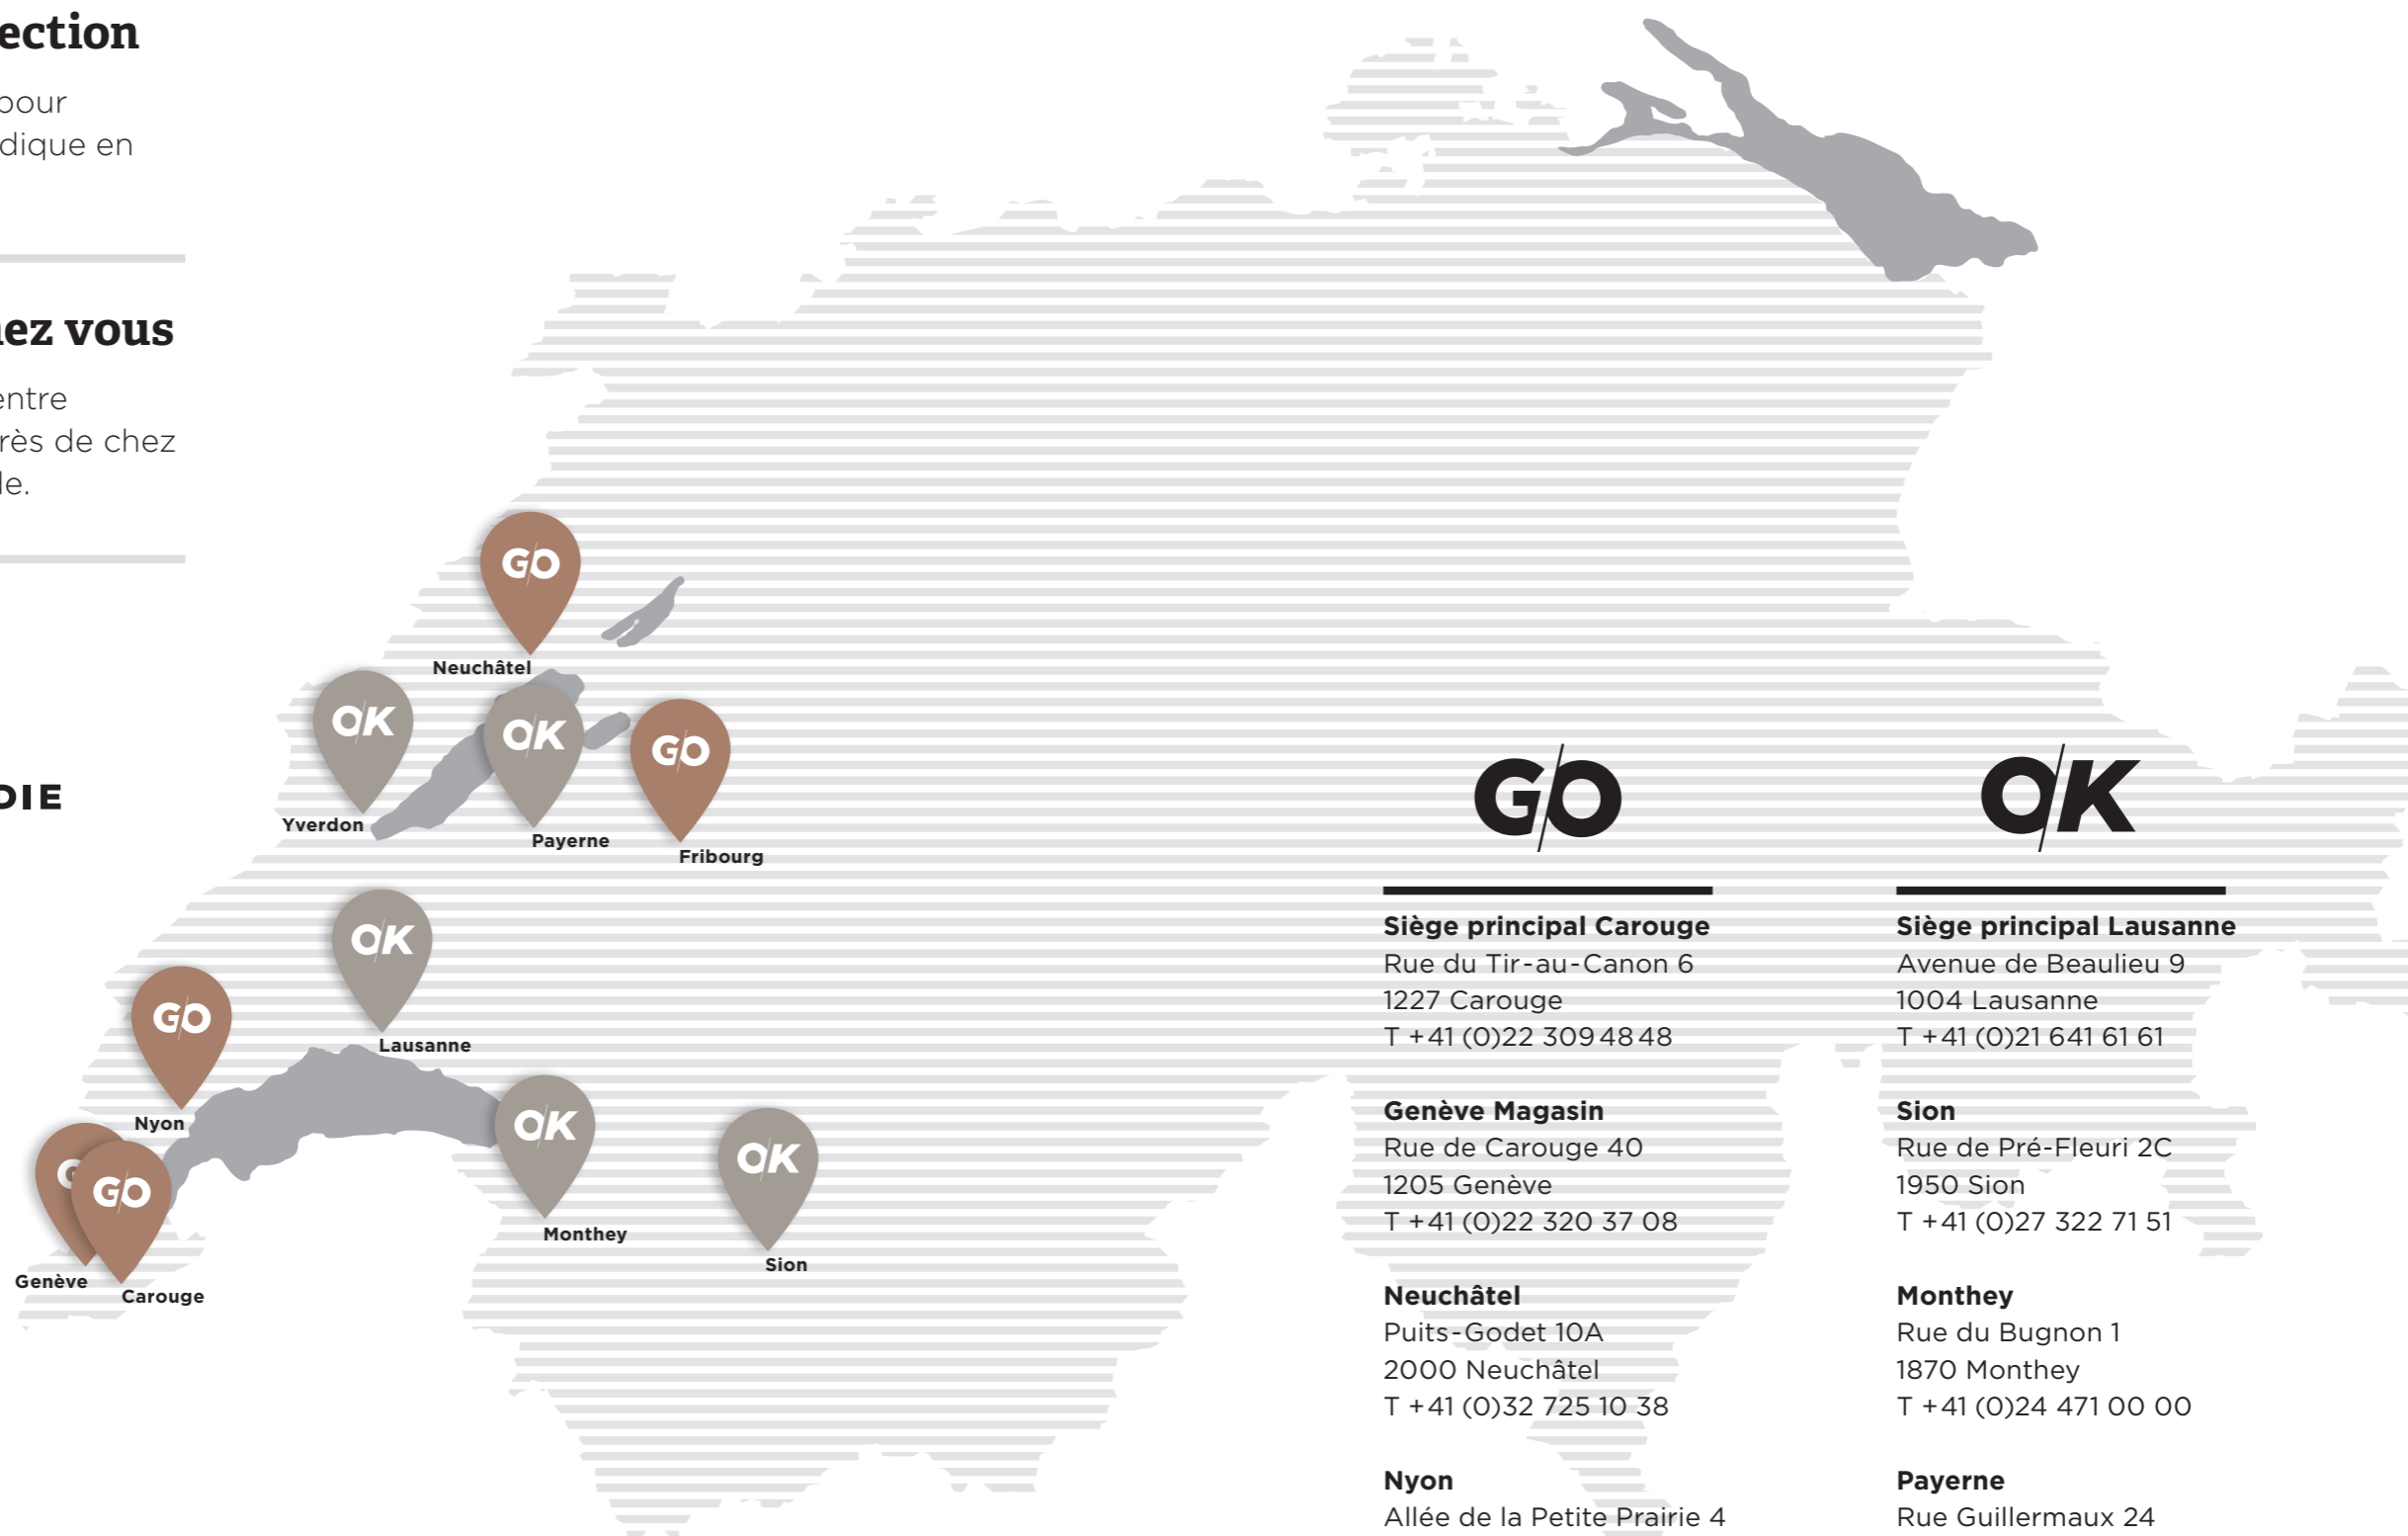 ection
pour
dique en
ez vous
entre
rès de chez
le.
OIE
GO
Neuchâtel
OK
Yverdon
OK
Payerne
GO
Fribourg
OK
Lausanne
GO
Nyon
G
Genève
GO
Carouge
OK
Monthey
OK
Sion
GO
Siège principal Carouge
Rue du Tir-au-Canon 6
1227 Carouge
T +41 (0)22 309 48 48
Genève Magasin
Rue de Carouge 40
1205 Genève
T +41 (0)22 320 37 08
Neuchâtel
Puits-Godet 10A
2000 Neuchâtel
T +41 (0)32 725 10 38
Nyon
Allée de la Petite Prairie 4
OK
Siège principal Lausanne
Avenue de Beaulieu 9
1004 Lausanne
T +41 (0)21 641 61 61
Sion
Rue de Pré-Fleuri 2C
1950 Sion
T +41 (0)27 322 71 51
Monthey
Rue du Bugnon 1
1870 Monthey
T +41 (0)24 471 00 00
Payerne
Rue Guillermaux 24